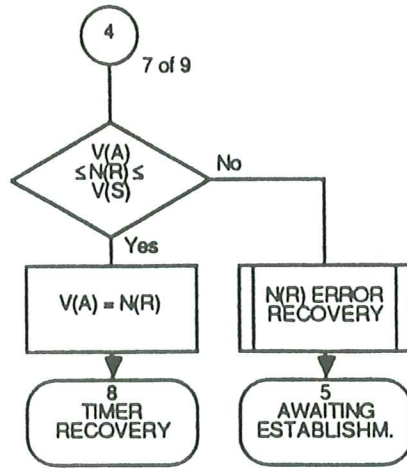 4
7 of 9
V(A)
≤ N(R) ≤
V(S)
No
Yes
V(A) = N(R)
N(R) ERROR
RECOVERY
8
TIMER
RECOVERY
5
AWAITING
ESTABLISHM.